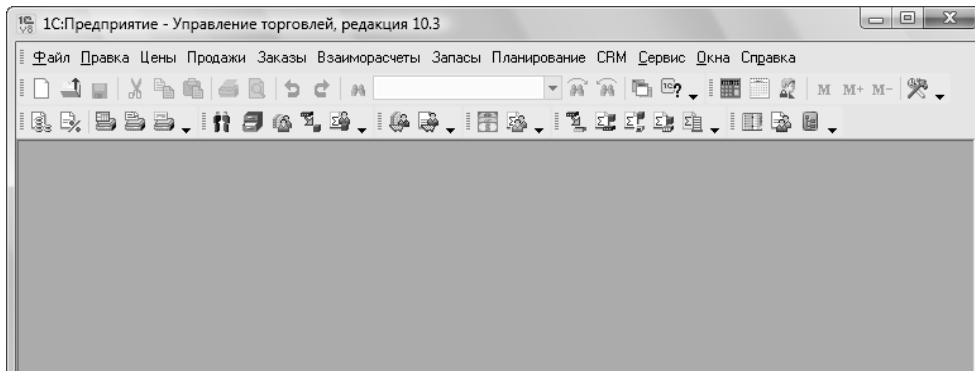 1С:Предприятие - Управление торговлей, редакция 10.3
Файл Правка Цены Продажи Заказы Взаиморасчеты Запасы Планирование CRM Сервис Окна Справка
M M+ M-